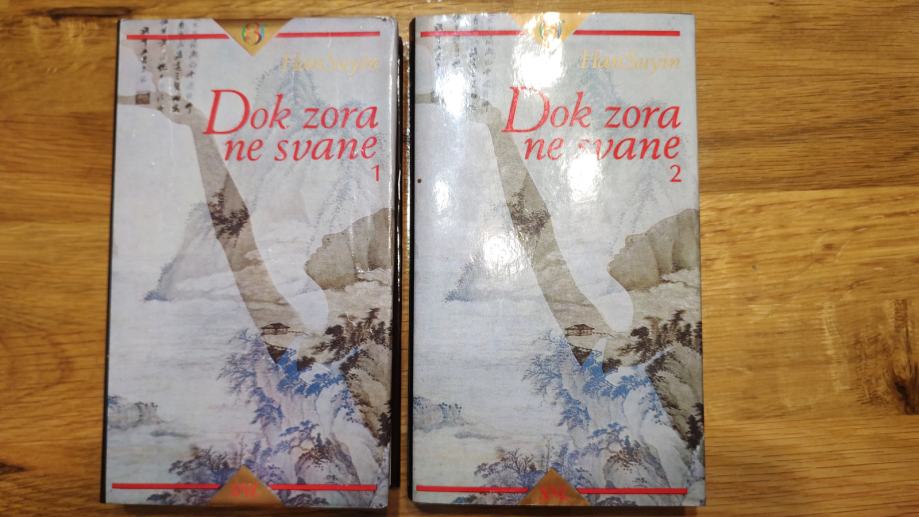 Han Suyin
Dok zora
ne svane
1
Han Suyin
Dok zora
ne svane
2